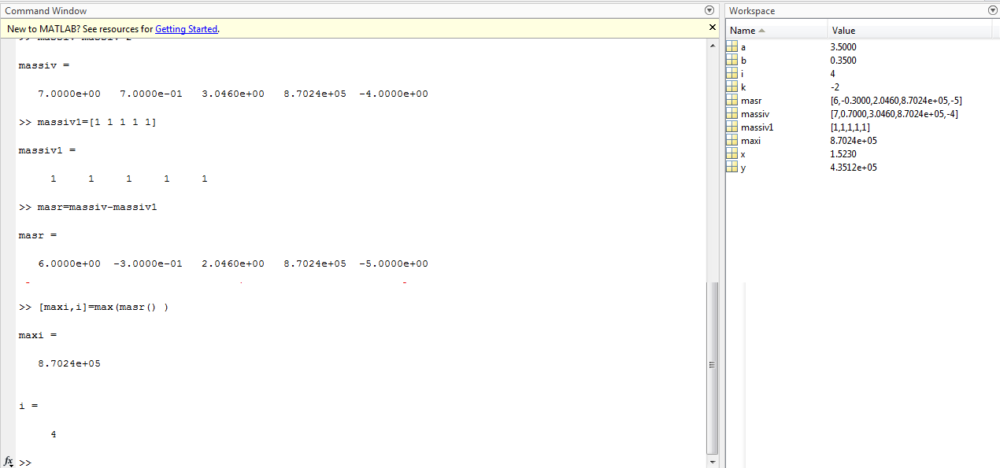 Command Window
New to MATLAB? See resources for Getting Started.
massiv =
7.0000e+00 7.0000e-01 3.0460e+00 8.7024e+05 -4.0000e+00
>> massiv1=[1 1 1 1 1]
massiv1 =
1 1 1 1 1
>> masr=massiv-massiv1
masr =
6.0000e+00 -3.0000e-01 2.0460e+00 8.7024e+05 -5.0000e+00
>> [maxi,i]=max(masr() )
maxi =
8.7024e+05
i =
4
fx >>
Workspace
Name Value
a 3.5000
b 0.3500
i 4
k -2
masr [6,-0.3000,2.0460,8.7024e+05,-5]
massiv [7,0.7000,3.0460,8.7024e+05,-4]
massiv1 [1,1,1,1,1]
maxi 8.7024e+05
x 1.5230
y 4.3512e+05